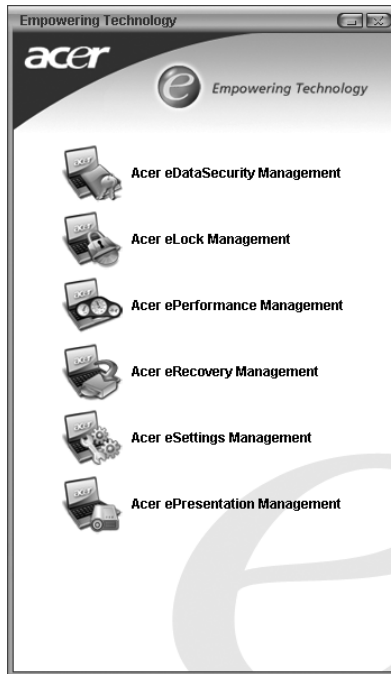 Empowering Technology
acer
e Empowering Technology
Acer eDataSecurity Management
Acer eLock Management
Acer ePerformance Management
Acer eRecovery Management
Acer eSettings Management
Acer ePresentation Management